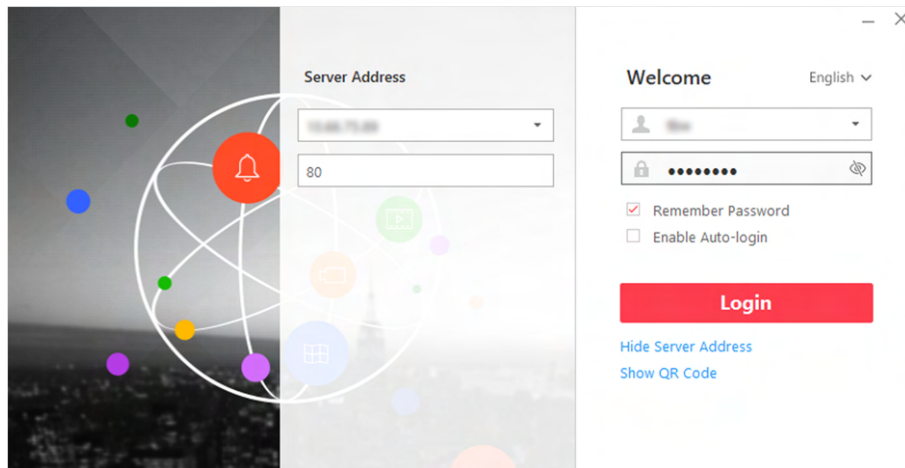 Server Address
80
Welcome
English
Remember Password
Enable Auto-login
Login
Hide Server Address
Show QR Code